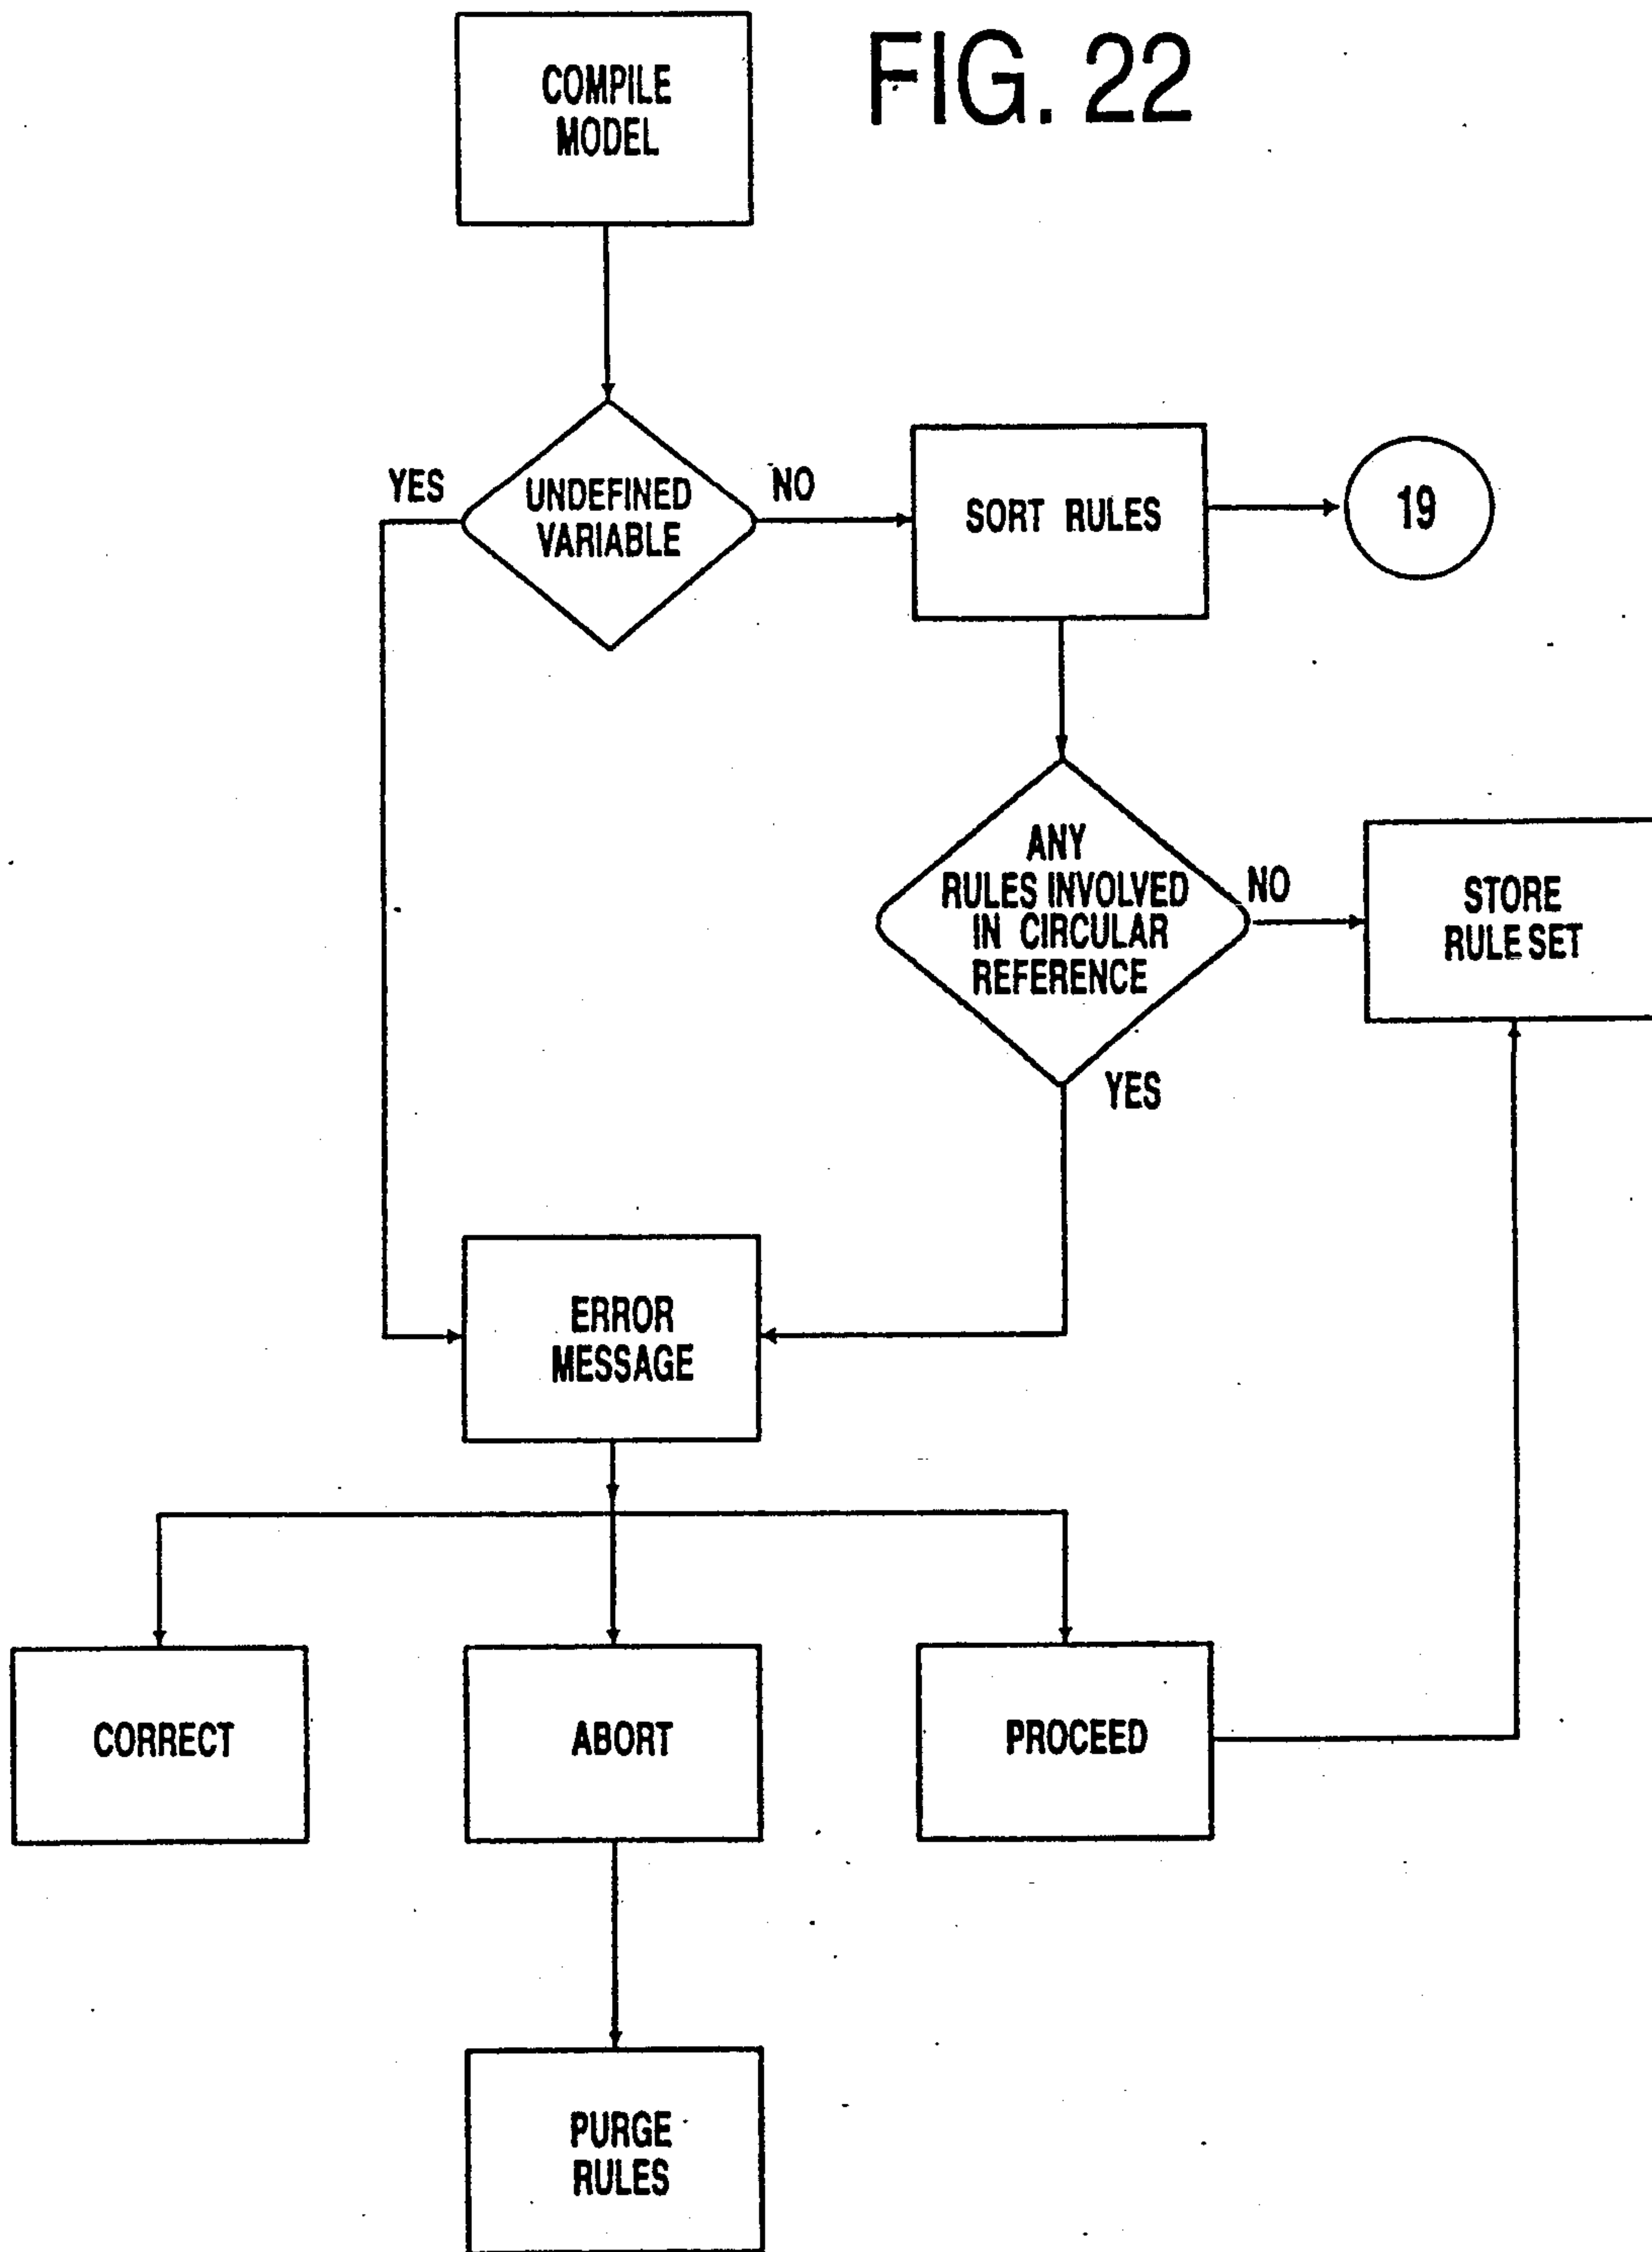 FIG. 22
COMPILE
MODEL
YES
UNDEFINED
VARIABLE
NO
SORT RULES
19
ANY
RULES INVOLVED
IN CIRCULAR
REFERENCE
NO
STORE
RULE SET
YES
ERROR
MESSAGE
CORRECT
ABORT
PROCEED
PURGE
RULES